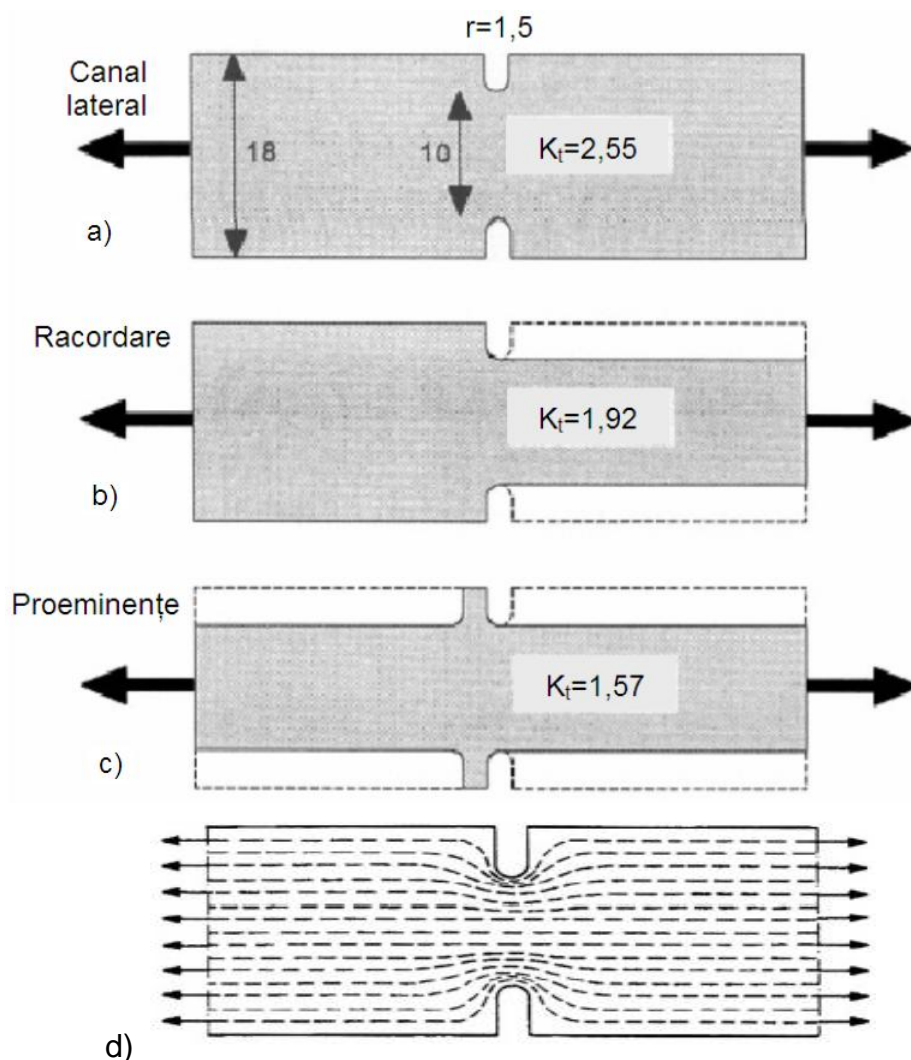 r=1,5
Canal
lateral
18
10
Kt=2,55
a)
Racordare
Kt=1,92
b)
Proeminențe
Kt=1,57
c)
d)